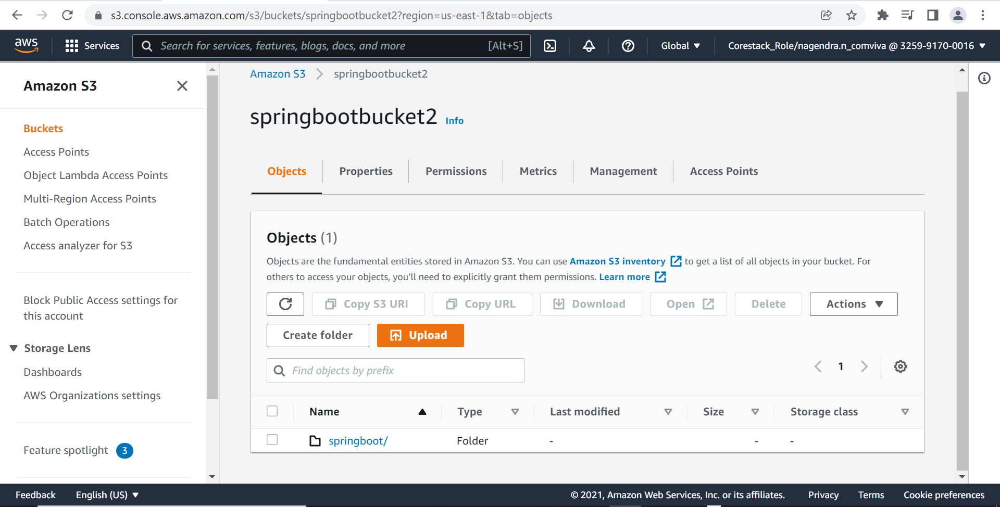 s3.console.aws.amazon.com/s3/buckets/springbootbucket2?region=us-east-1&tab=objects
aws Services Search for services, features, blogs, docs, and more [Alt+S] Global Corestack_Role/nagendra.n_comviva @ 3259-9170-0016
Amazon S3
Buckets
Access Points
Object Lambda Access Points
Multi-Region Access Points
Batch Operations
Access analyzer for S3
Block Public Access settings for
this account
Storage Lens
Dashboards
AWS Organizations settings
Feature spotlight 3
Amazon S3 springbootbucket2
springbootbucket2 Info
Objects Properties Permissions Metrics Management Access Points
Objects (1)
Objects are the fundamental entities stored in Amazon S3. You can use Amazon S3 inventory to get a list of all objects in your bucket. For
others to access your objects, you’ll need to explicitly grant them permissions. Learn more
Copy S3 URI Copy URL Download Open Delete Actions
Create folder Upload
Find objects by prefix 1
Name Type Last modified Size Storage class
springboot/ Folder - - -
Feedback English (US) © 2021, Amazon Web Services, Inc. or its affiliates. Privacy Terms Cookie preferences